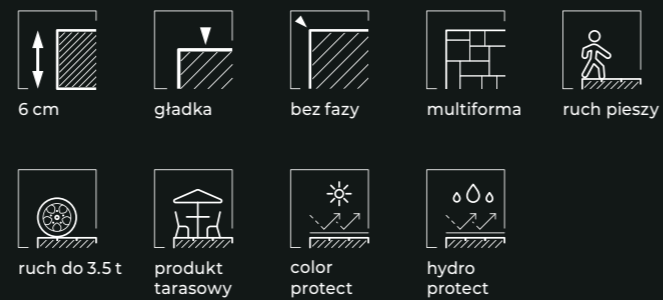 6 cm
gładka
bez fazy
multiforma
ruch pieszy
ruch do 3.5 t
produkt
tarasowy
color
protect
hydro
protect